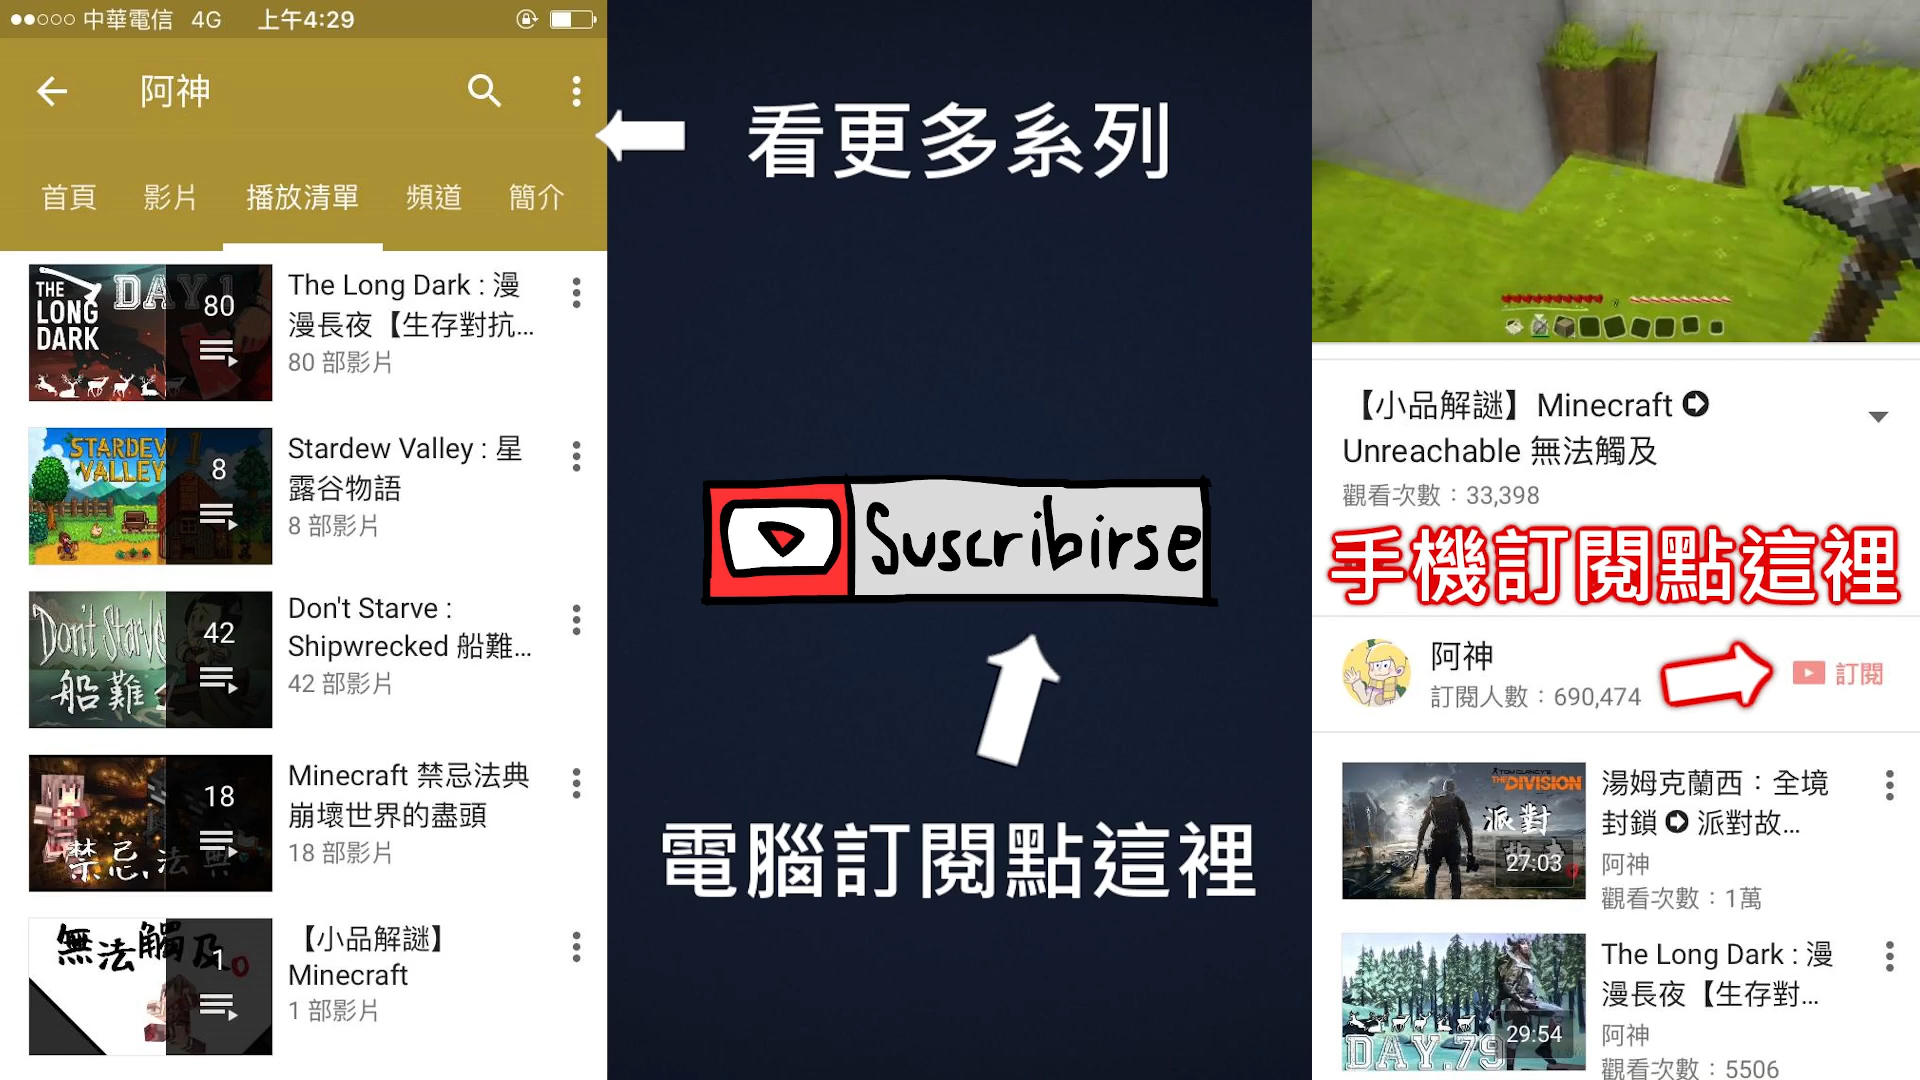 中華電信 4G 上午4:29
阿神
首頁 影片 播放清單 頻道 簡介
THE LONG DARK
DAY.1
80
The Long Dark : 漫
漫長夜【生存對抗...
80 部影片
STARDEW VALLEY
1
8
Stardew Valley : 星
露谷物語
8 部影片
Don't Starve
船難
42
Don't Starve :
Shipwrecked 船難...
42 部影片
禁忌法典
18
Minecraft 禁忌法典
崩壞世界的盡頭
18 部影片
無法觸及
1
【小品解謎】
Minecraft
1 部影片
看更多系列
Suscribirse
電腦訂閱點這裡
【小品解謎】Minecraft ➲
Unreachable 無法觸及
觀看次數：33,398
手機訂閱點這裡
阿神
訂閱人數：690,474
訂閱
TOM CLANCY'S
THE DIVISION
派對
27:03
湯姆克蘭西：全境
封鎖 ➲ 派對故...
阿神
觀看次數：1萬
DAY.79
29:54
The Long Dark : 漫
漫長夜【生存對...
阿神
觀看次數：5506